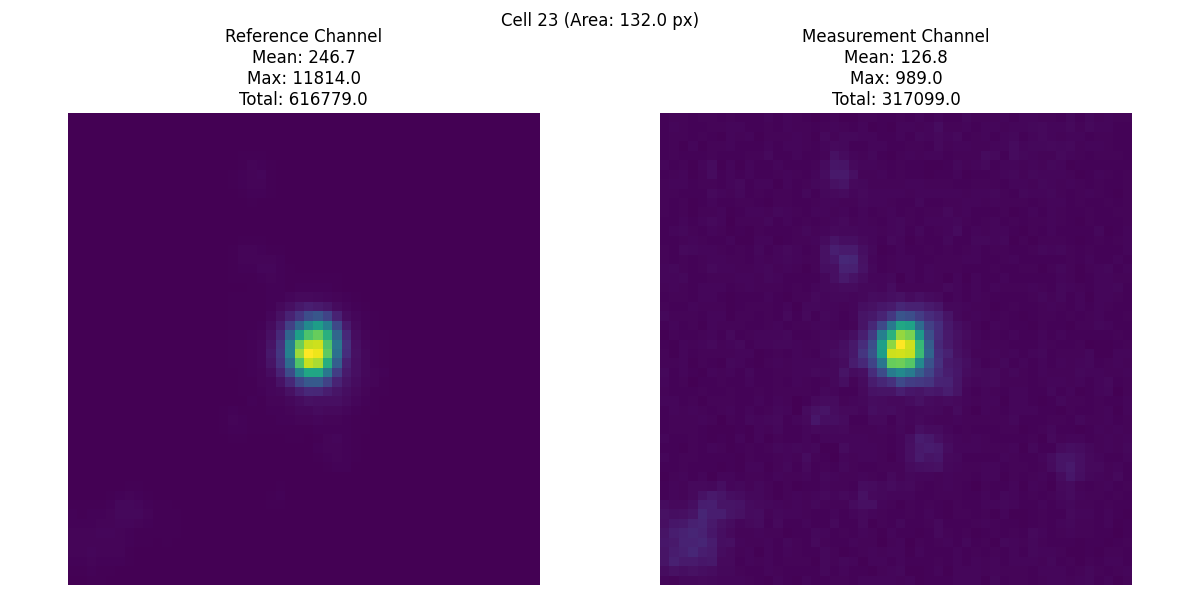 Cell 23 (Area: 132.0 px)
Reference Channel
Mean: 246.7
Max: 11814.0
Total: 616779.0
Measurement Channel
Mean: 126.8
Max: 989.0
Total: 317099.0